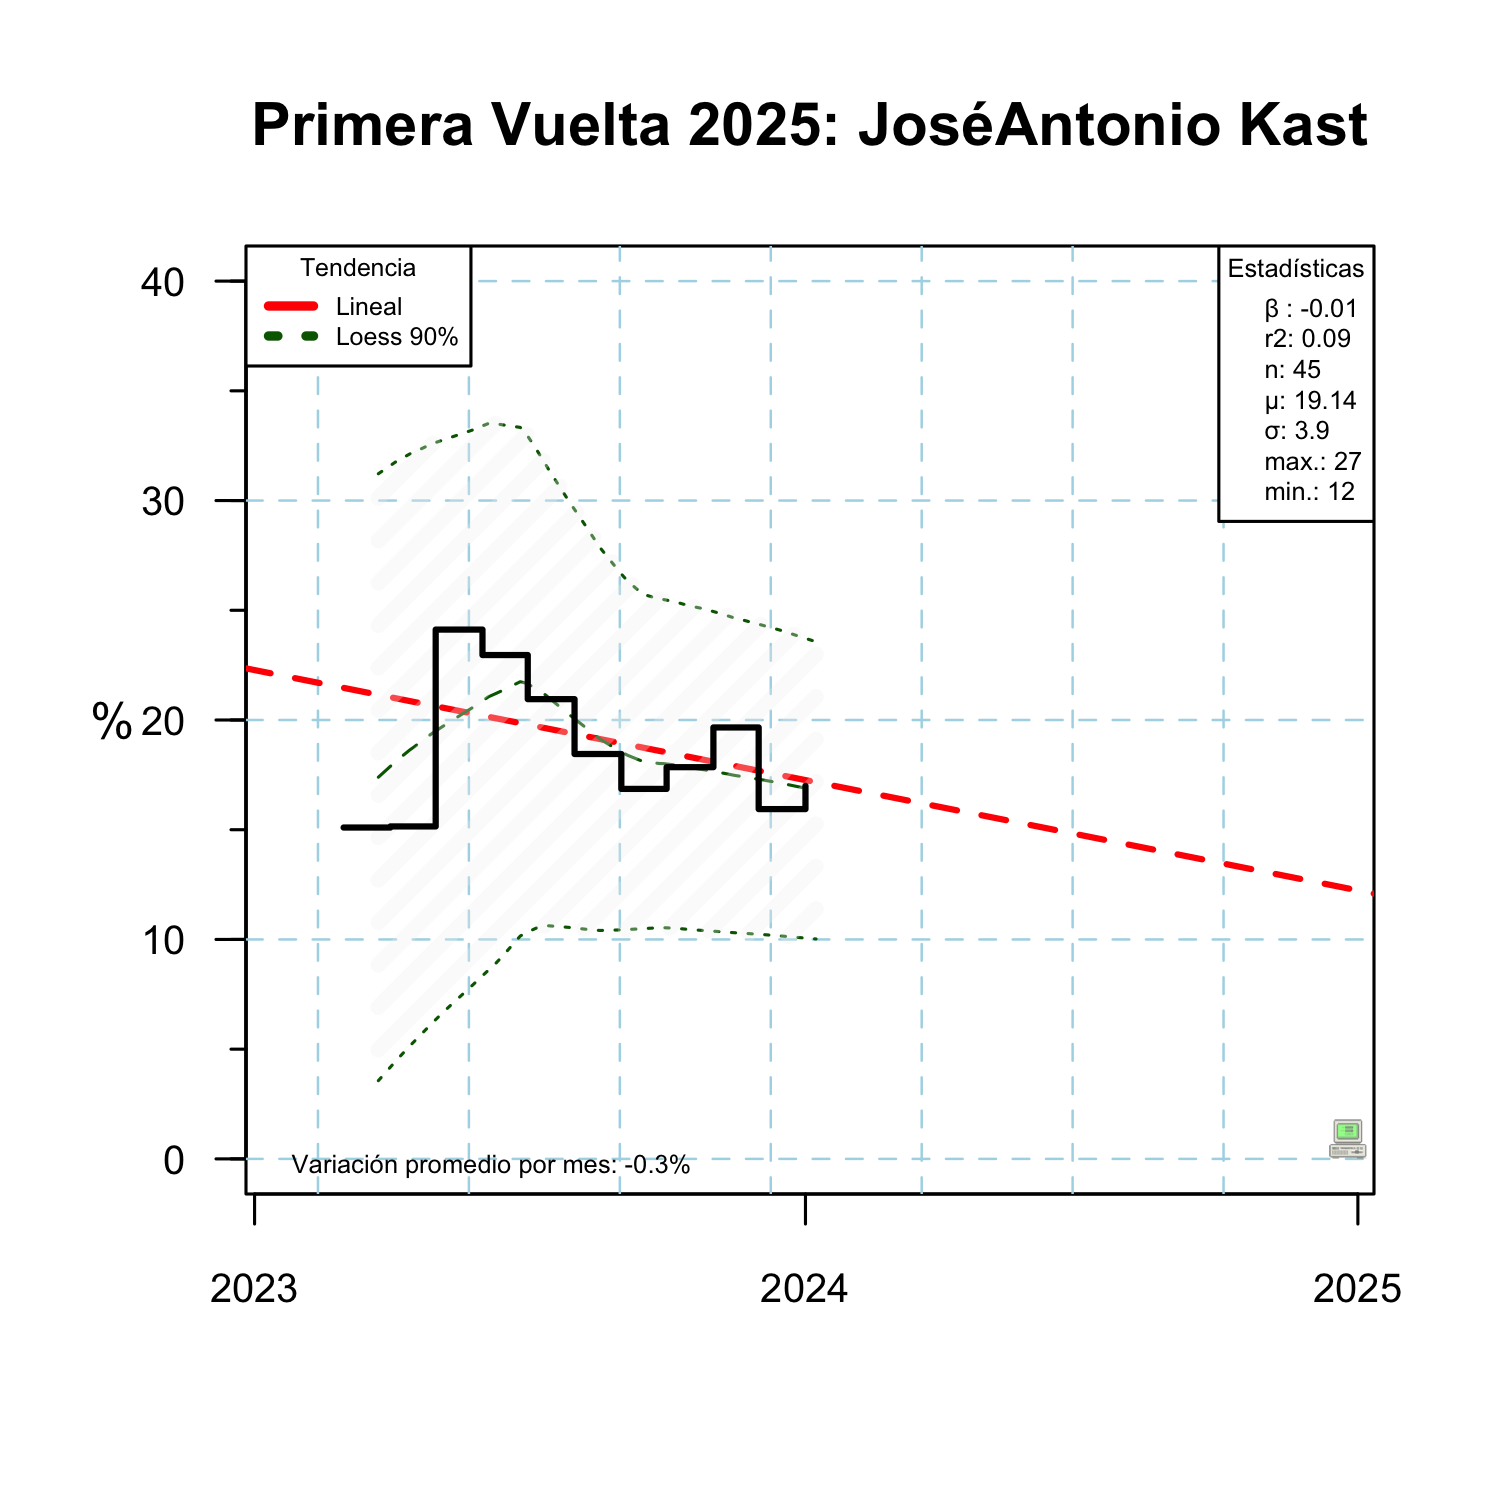 Primera Vuelta 2025: JoséAntonio Kast
Tendencia
Lineal
Loess 90%
Estadísticas
β : -0.01
r2: 0.09
n: 45
μ: 19.14
σ: 3.9
max.: 27
min.: 12
40
30
%
20
10
0
Variación promedio por mes: -0.3%
2023
2024
2025